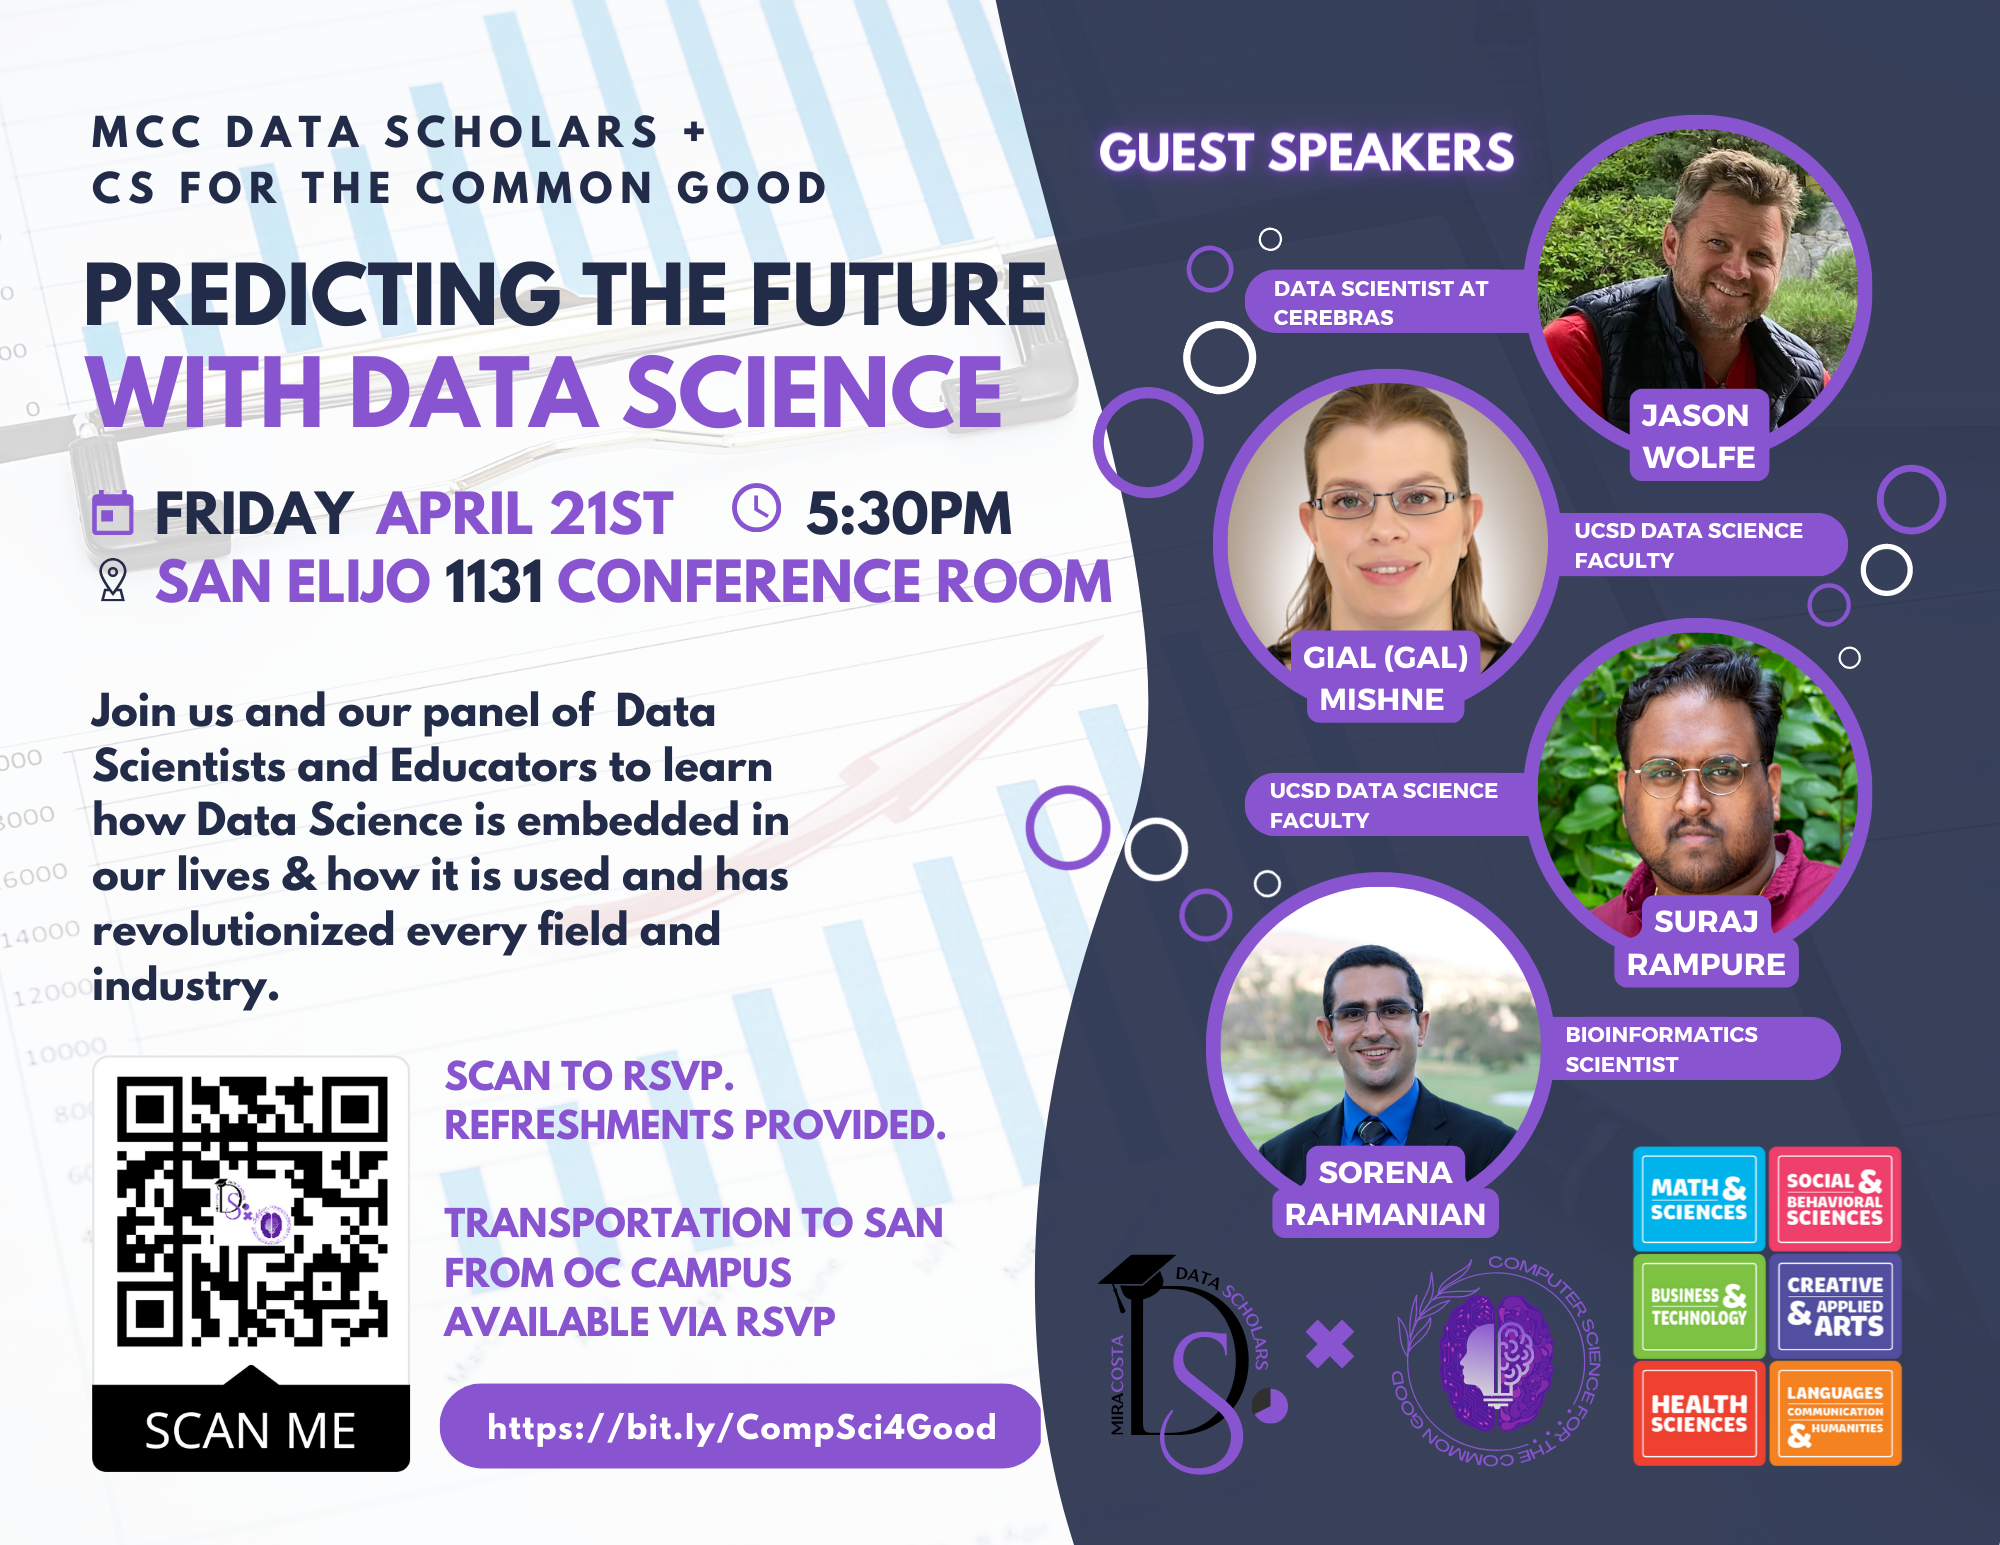 MCC DATA SCHOLARS +
CS FOR THE COMMON GOOD
PREDICTING THE FUTURE
WITH DATA SCIENCE
FRIDAY APRIL 21ST 5:30PM
SAN ELIJO 1131 CONFERENCE ROOM
Join us and our panel of Data
Scientists and Educators to learn
how Data Science is embedded in
our lives & how it is used and has
revolutionized every field and
industry.
SCAN TO RSVP.
REFRESHMENTS PROVIDED.
TRANSPORTATION TO SAN
FROM OC CAMPUS
AVAILABLE VIA RSVP
SCAN ME
https://bit.ly/CompSci4Good
GUEST SPEAKERS
DATA SCIENTIST AT
CEREBRAS
JASON
WOLFE
UCSD DATA SCIENCE
FACULTY
GIAL (GAL)
MISHNE
UCSD DATA SCIENCE
FACULTY
SURAJ
RAMPURE
BIOINFORMATICS
SCIENTIST
SORENA
RAHMANIAN
MIRACOSTA
DATA SCHOLARS
DS
COMPUTER SCIENCE FOR THE COMMON GOOD
MATH &
SCIENCES
SOCIAL &
BEHAVIORAL
SCIENCES
BUSINESS &
TECHNOLOGY
CREATIVE
& APPLIED
ARTS
HEALTH
SCIENCES
LANGUAGES
COMMUNICATION
& HUMANITIES
14000
12000
10000